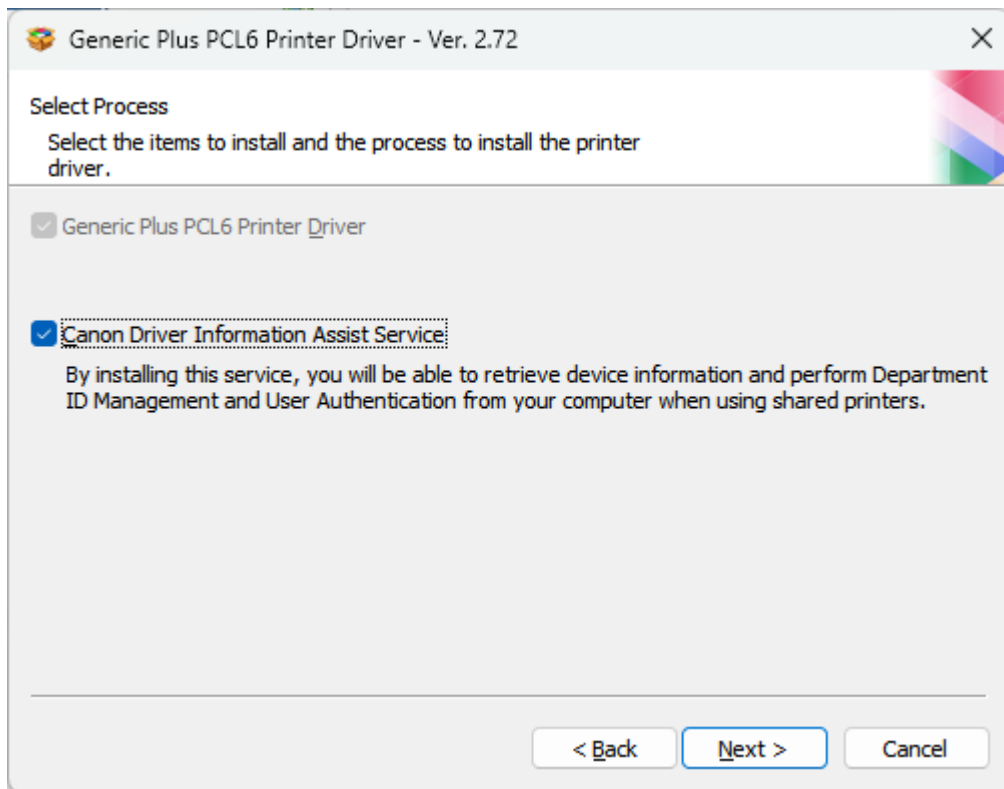 Generic Plus PCL6 Printer Driver - Ver. 2.72
Select Process
Select the items to install and the process to install the printer
driver.
Generic Plus PCL6 Printer Driver
Canon Driver Information Assist Service
By installing this service, you will be able to retrieve device information and perform Department
ID Management and User Authentication from your computer when using shared printers.
< Back
Next >
Cancel